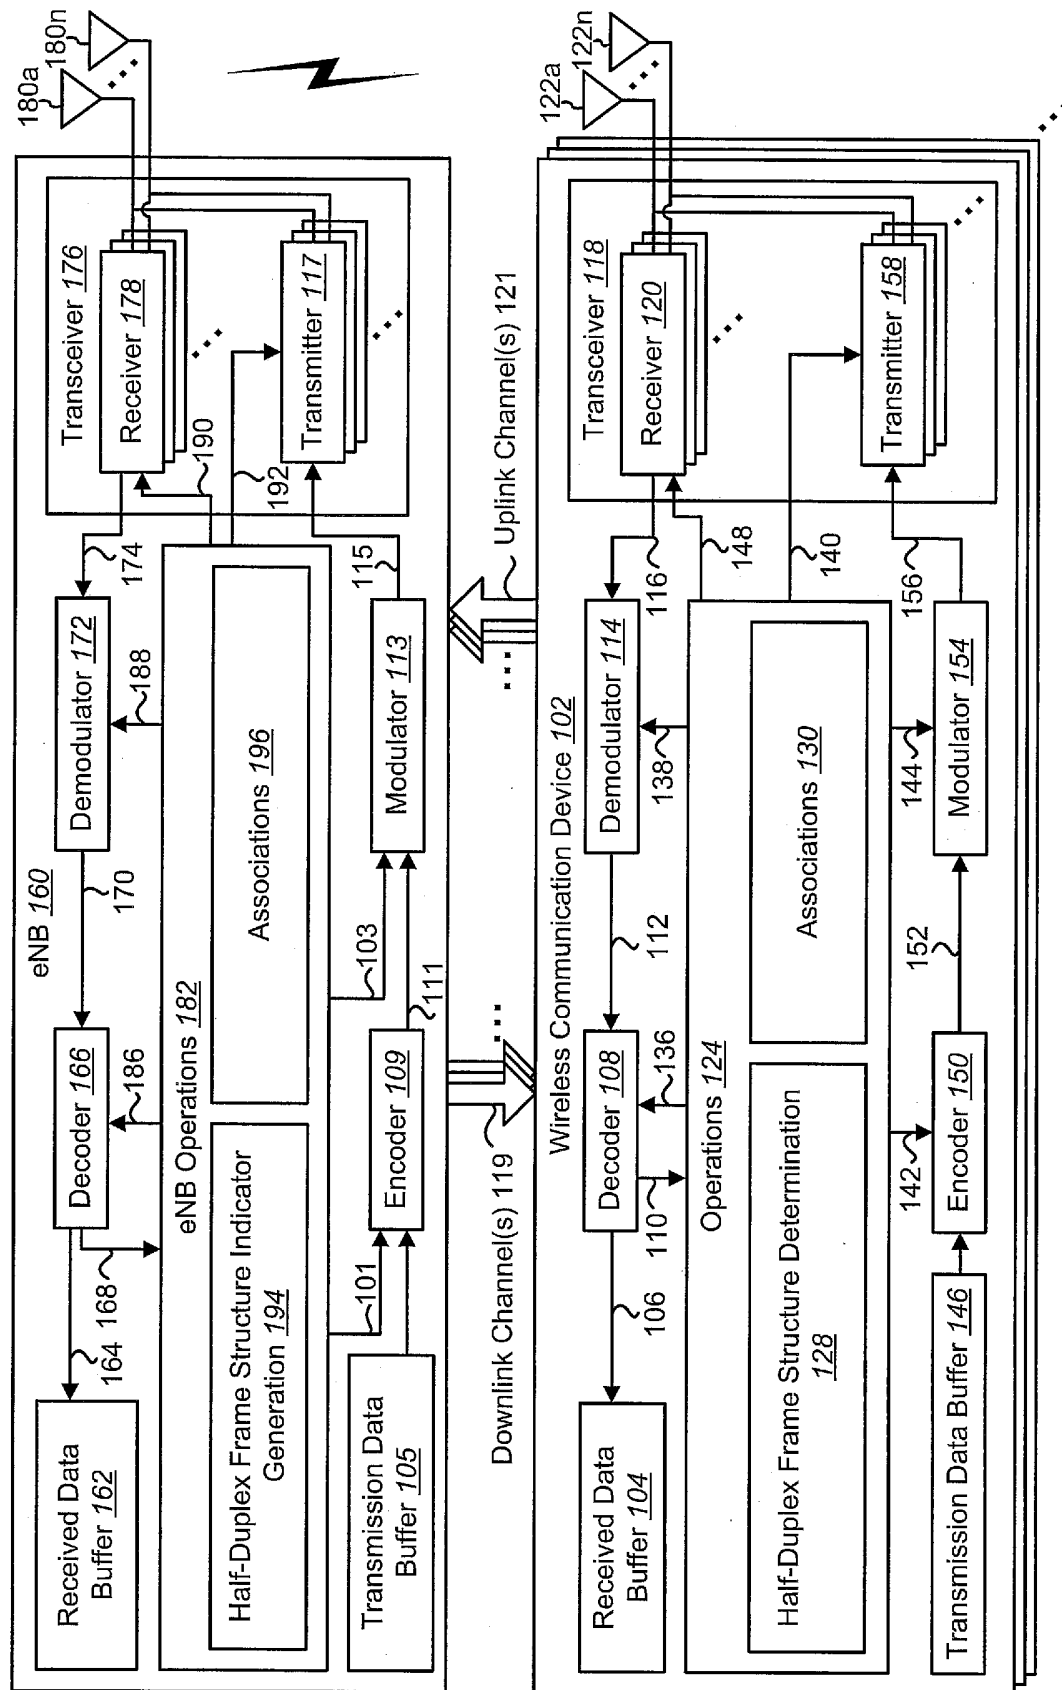 eNB 160
Received Data
Buffer 162
164
168
Decoder 166
186
170
Demodulator 172
188
174
Transceiver 176
Receiver 178
190
192
Transmitter 117
180a
180n
eNB Operations 182
Half-Duplex Frame Structure Indicator
Generation 194
Associations 196
101
103
Transmission Data
Buffer 105
Encoder 109
111
Modulator 113
115
Downlink Channel(s) 119
Uplink Channel(s) 121
Wireless Communication Device 102
Received Data
Buffer 104
106
Decoder 108
110
136
112
Demodulator 114
138
116
Transceiver 118
Receiver 120
148
140
Transmitter 158
122a
122n
Operations 124
Half-Duplex Frame Structure Determination
128
Associations 130
142
144
Transmission Data Buffer 146
Encoder 150
152
Modulator 154
156